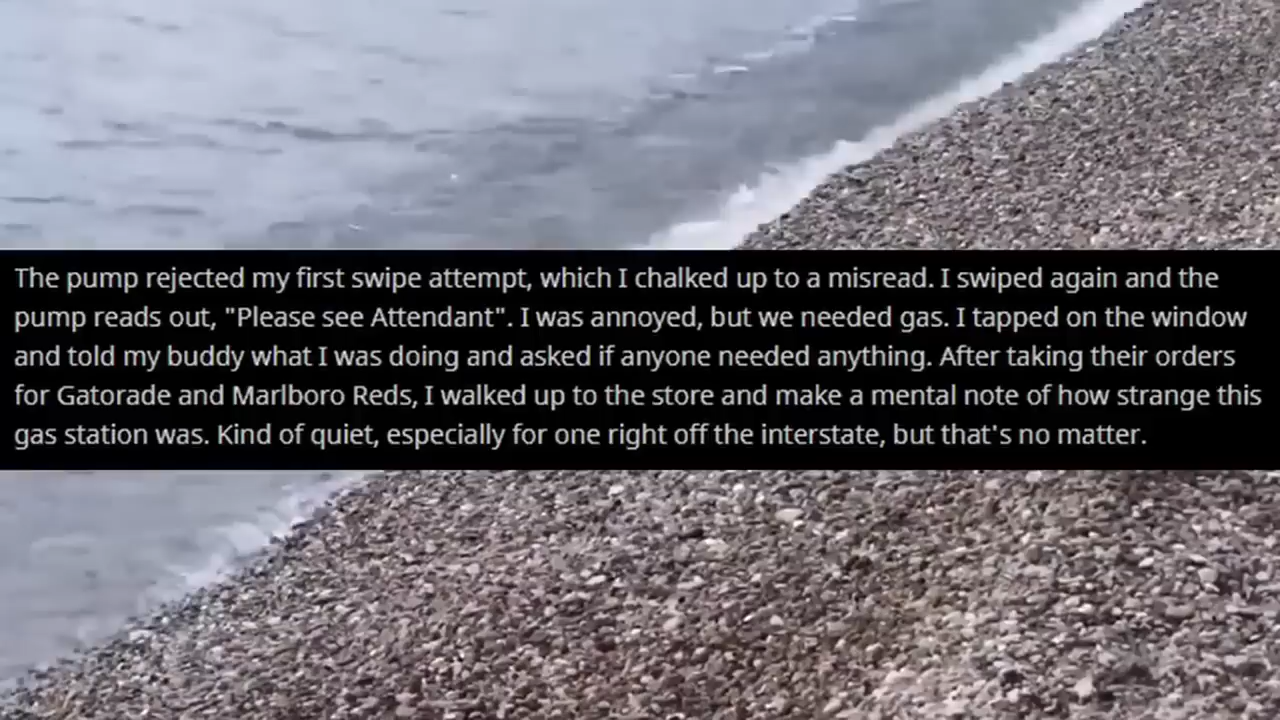 The pump rejected my first swipe attempt, which I chalked up to a misread. I swiped again and the
pump reads out, "Please see Attendant". I was annoyed, but we needed gas. I tapped on the window
and told my buddy what I was doing and asked if anyone needed anything. After taking their orders
for Gatorade and Marlboro Reds, I walked up to the store and make a mental note of how strange this
gas station was. Kind of quiet, especially for one right off the interstate, but that's no matter.